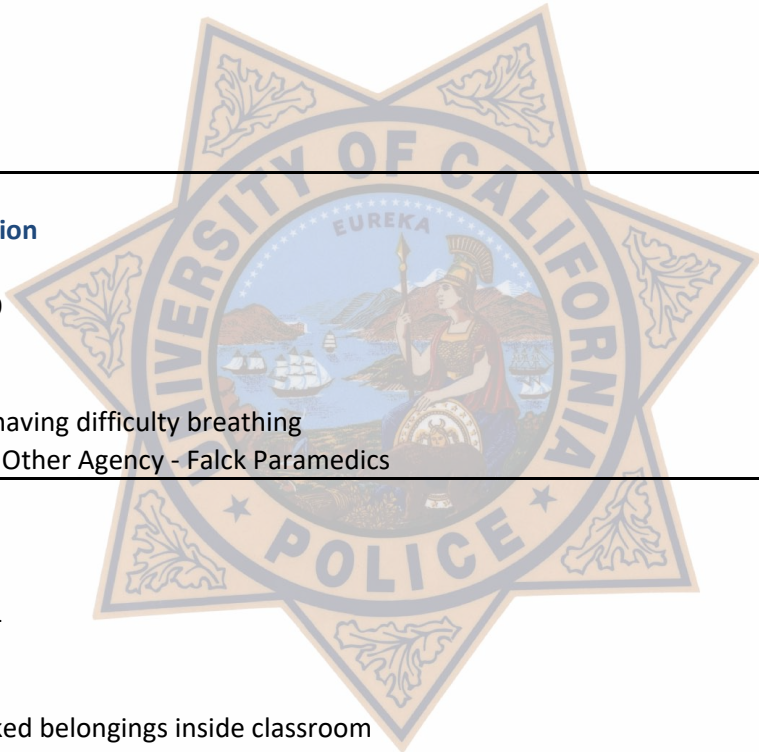 UNIVERSITY OF CALIFORNIA
ion
EUREKA
)
having difficulty breathing
Other Agency - Falck Paramedics
POLICE
ked belongings inside classroom